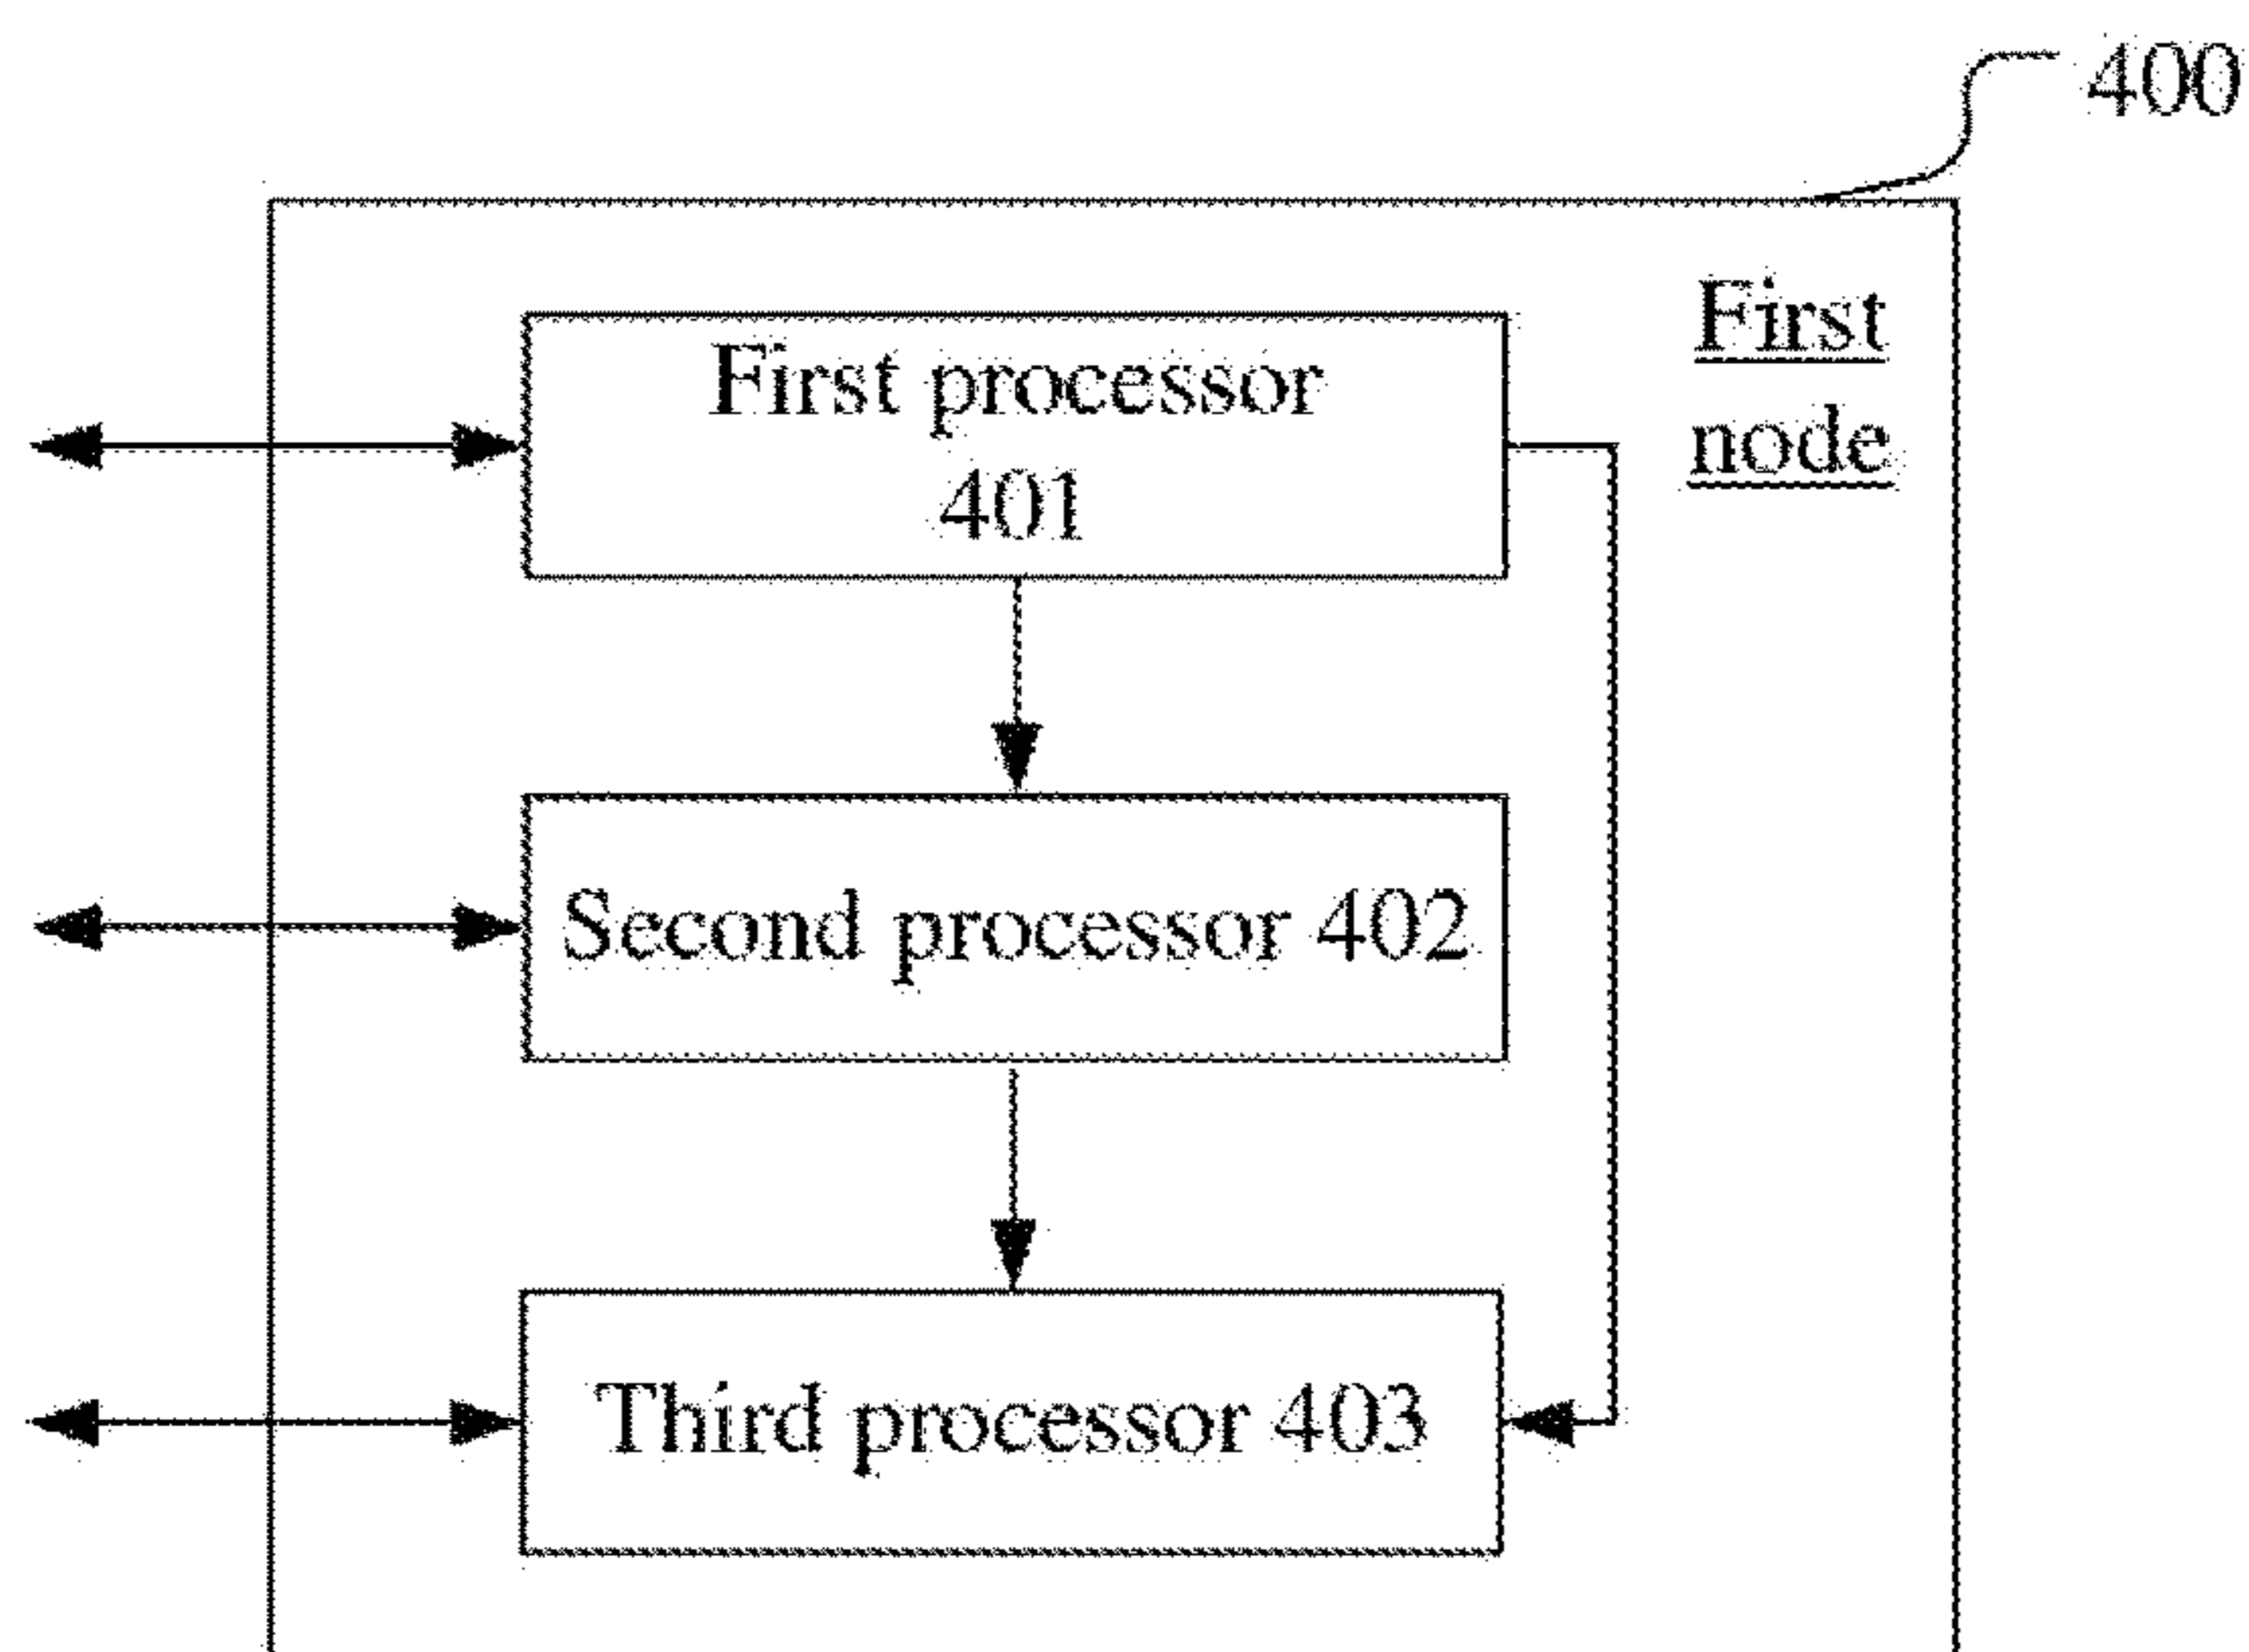 400
First
node
First processor
401
Second processor 402
Third processor 403